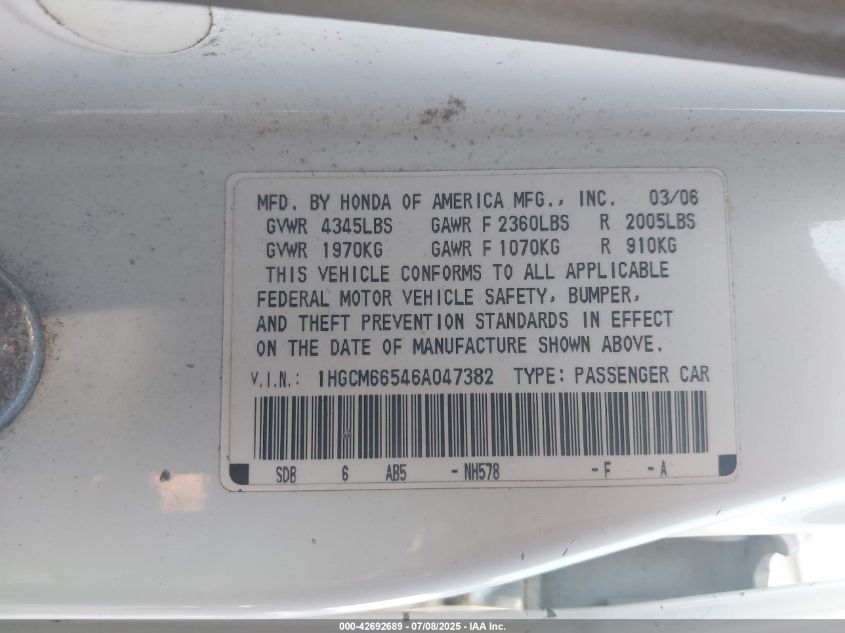 MFD. BY HONDA OF AMERICA MFG., INC. 03/06
GVWR 4345LBS GAWR F 2360LBS R 2005LBS
GVWR 1970KG GAWR F 1070KG R 910KG
THIS VEHICLE CONFORMS TO ALL APPLICABLE
FEDERAL MOTOR VEHICLE SAFETY, BUMPER,
AND THEFT PREVENTION STANDARDS IN EFFECT
ON THE DATE OF MANUFACTURE SHOWN ABOVE.
V.I.N.: 1HGCM66546A047382 TYPE: PASSENGER CAR
SDB 6 AB5 -NH578 -F -A
000-42692689 - 07/08/2025 - IAA Inc.